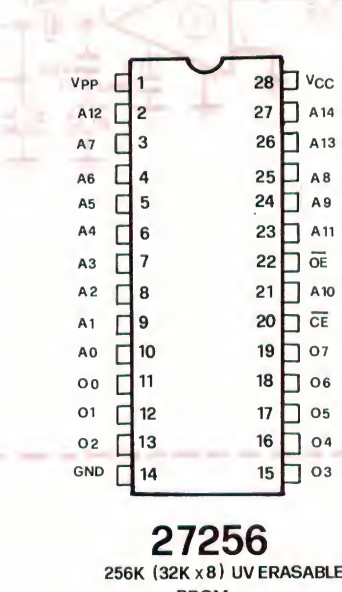 VPP 1 28 VCC
A12 2 27 A14
A7 3 26 A13
A6 4 25 A8
A5 5 24 A9
A4 6 23 A11
A3 7 22 O̅E̅
A2 8 21 A10
A1 9 20 C̅E̅
A0 10 19 O7
O0 11 18 O6
O1 12 17 O5
O2 13 16 O4
GND 14 15 O3
27256
256K (32K x 8) UV ERASABLE